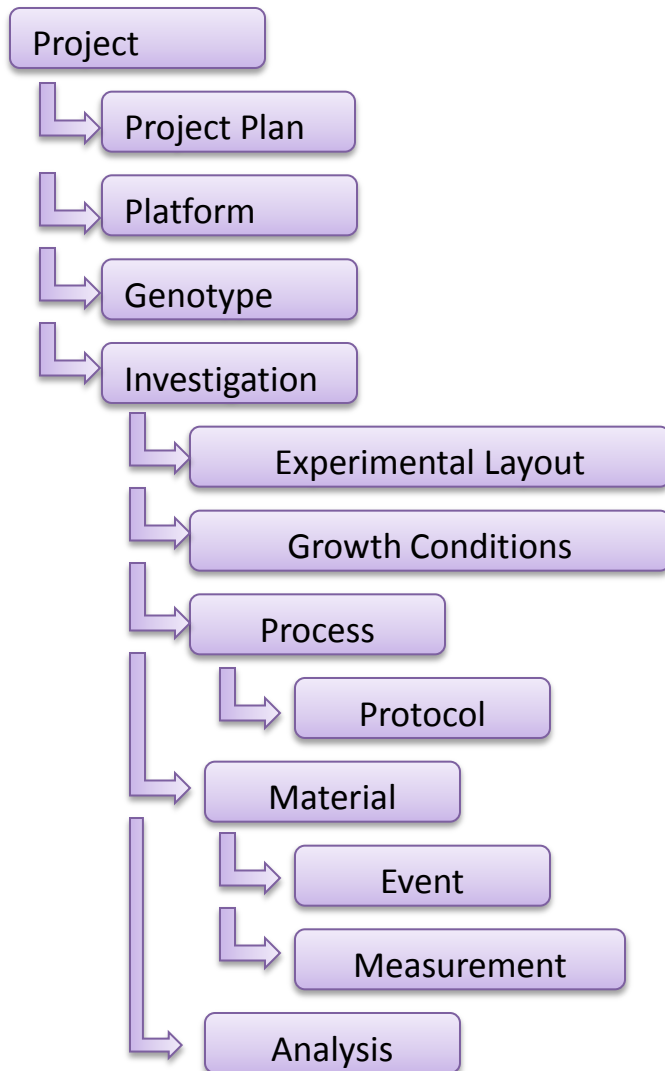 Project
Project Plan
Platform
Genotype
Investigation
Experimental Layout
Growth Conditions
Process
Protocol
Material
Event
Measurement
Analysis